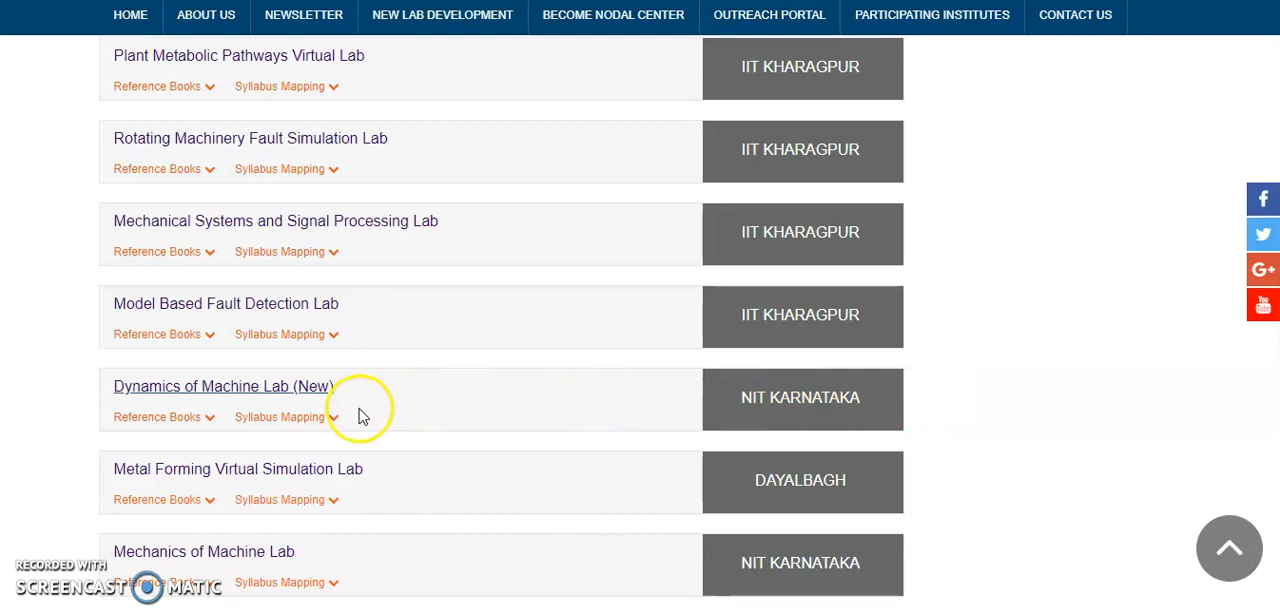 HOME ABOUT US NEWSLETTER NEW LAB DEVELOPMENT BECOME NODAL CENTER OUTREACH PORTAL PARTICIPATING INSTITUTES CONTACT US
Plant Metabolic Pathways Virtual Lab
IIT KHARAGPUR
Reference Books Syllabus Mapping
Rotating Machinery Fault Simulation Lab
IIT KHARAGPUR
Reference Books Syllabus Mapping
Mechanical Systems and Signal Processing Lab
IIT KHARAGPUR
Reference Books Syllabus Mapping
Model Based Fault Detection Lab
IIT KHARAGPUR
Reference Books Syllabus Mapping
Dynamics of Machine Lab (New)
NIT KARNATAKA
Reference Books Syllabus Mapping
Metal Forming Virtual Simulation Lab
DAYALBAGH
Reference Books Syllabus Mapping
Mechanics of Machine Lab
NIT KARNATAKA
Syllabus Mapping
RECORDED WITH
SCREENCAST MATIC
f
G+
You Tube